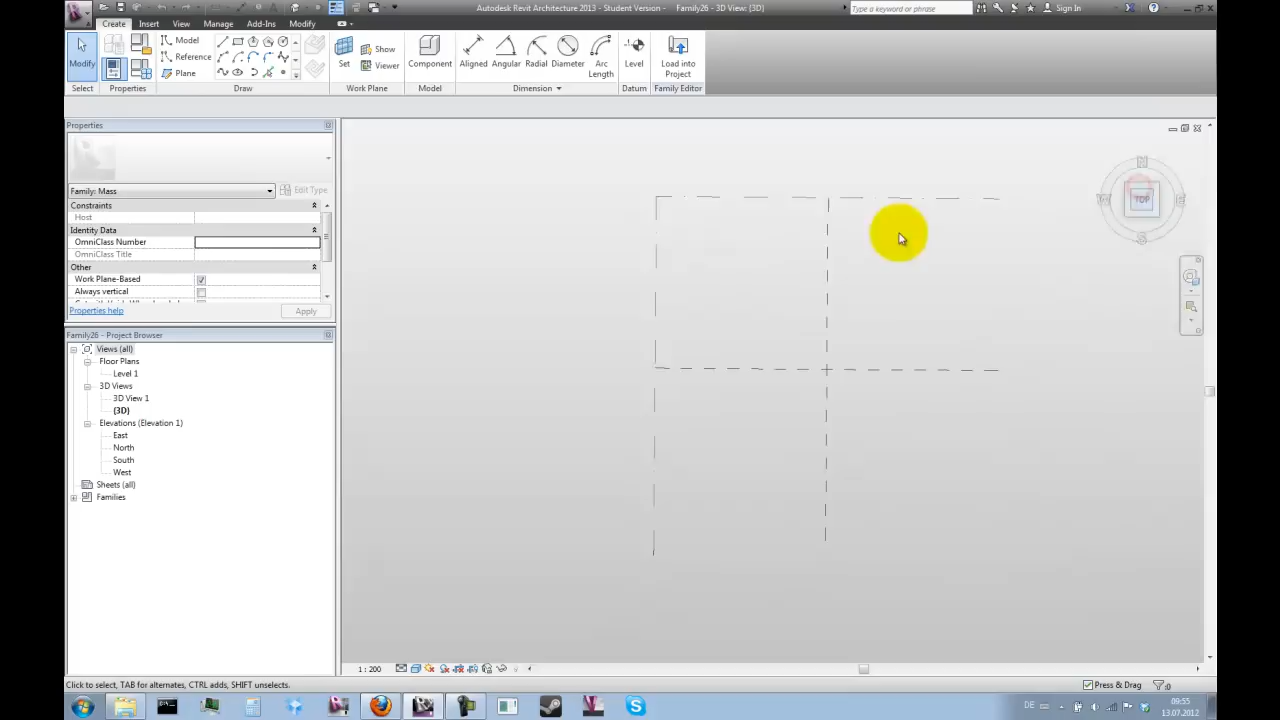 Autodesk Revit Architecture 2013 - Student Version - Family26 - 3D View: {3D}
Type a keyword or phrase
Sign In
Create Insert View Manage Add-Ins Modify
Modify
Model
Reference
Plane
Set
Show
Viewer
Component
Aligned
Angular
Radial
Diameter
Arc
Length
Level
Load into
Project
Select Properties Draw Work Plane Model Dimension Datum Family Editor
Properties
Family: Mass
Edit Type
Constraints
Host
Identity Data
OmniClass Number
OmniClass Title
Other
Work Plane-Based
Always vertical
Properties help
Apply
Family26 - Project Browser
Views (all)
Floor Plans
Level 1
3D Views
3D View 1
{3D}
Elevations (Elevation 1)
East
North
South
West
Sheets (all)
Families
TOP
N
W
E
S
1 : 200
Click to select, TAB for alternates, CTRL adds, SHIFT unselects.
Press & Drag
:0
DE
09:55
13.07.2012